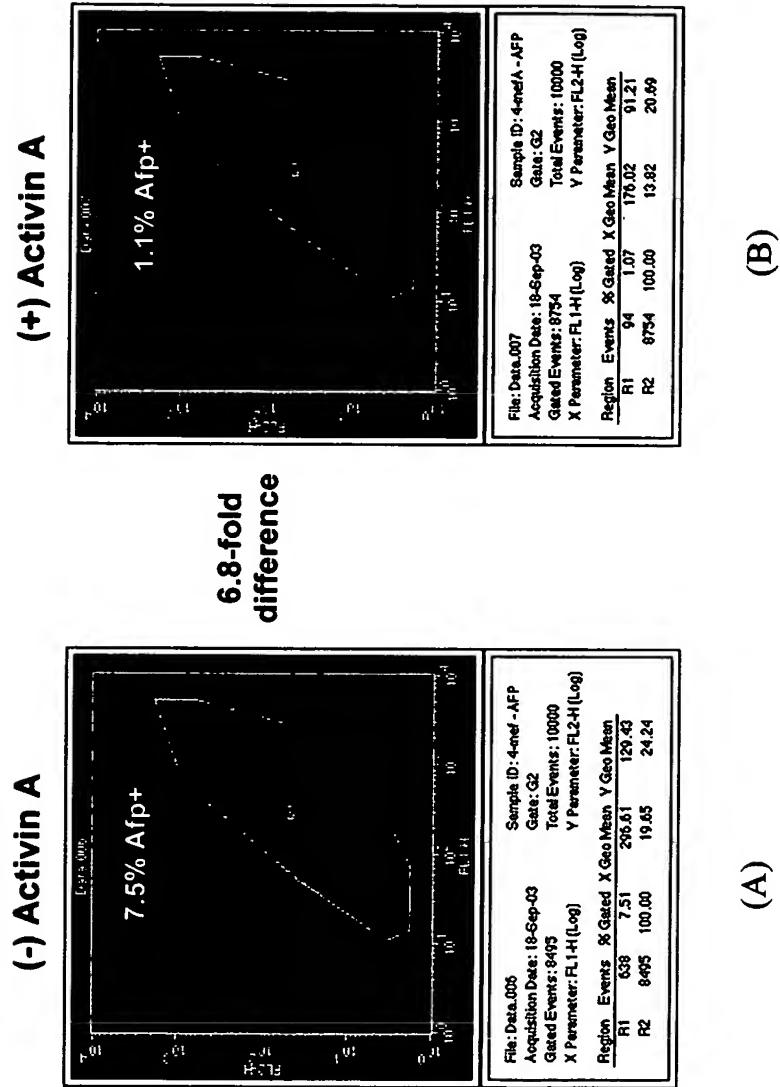 (-) Activin A
7.5% Afp+
File: Data.006 Sample ID: 4-mef - AFP
Acquisition Date: 18-Sep-03 Gate: G2
Gated Events: 8495 Total Events: 10000
X Parameter: FL1-H (Log) Y Parameter: FL2-H (Log)
Region Events % Gated X Geo Mean Y Geo Mean
R1 638 7.51 296.61 129.43
R2 8495 100.00 19.65 24.24
(A)
6.8-fold
difference
(+) Activin A
1.1% Afp+
File: Data.007 Sample ID: 4-mefA - AFP
Acquisition Date: 18-Sep-03 Gate: G2
Gated Events: 8754 Total Events: 10000
X Parameter: FL1-H (Log) Y Parameter: FL2-H (Log)
Region Events % Gated X Geo Mean Y Geo Mean
R1 94 1.07 176.02 91.21
R2 8754 100.00 13.82 20.69
(B)